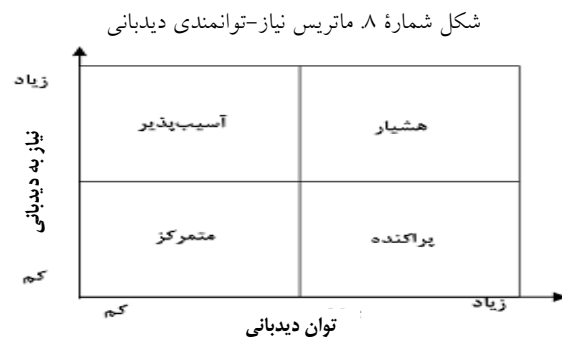 شکل شمارهٔ ۸. ماتریس نیاز-توانمندی دیدبانی
زیاد
هشیار
آسیب‌پذیر
نیاز به دیدبانی
پراکنده
متمرکز
کم
زیاد
کم
توان دیدبانی